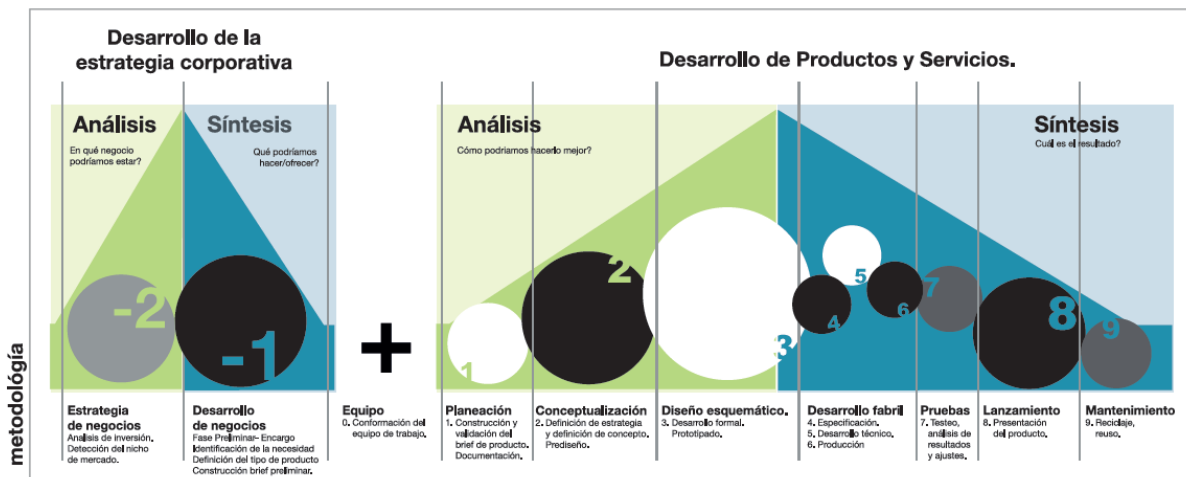 Desarrollo de la
estrategia corporativa
Desarrollo de Productos y Servicios.
Análisis
En qué negocio
podríamos estar?
Síntesis
Qué podríamos
hacer/ofrecer?
Análisis
Cómo podriamos hacerlo mejor?
Síntesis
Cuál es el resultado?
-2
-1
+
1
2
3
4
5
6
7
8
9
metodología
Estrategia
de negocios
Analisis de inversión.
Detección del nicho
de mercado.
Desarrollo
de negocios
Fase Preliminar- Encargo
Identificación de la necesidad
Definición del tipo de producto
Construcción brief preliminar.
Equipo
0. Conformación del
equipo de trabajo.
Planeación
1. Construcción y
validación del
brief de producto.
Documentación.
Conceptualización
2. Definición de estrategia
y definición de concepto.
Prediseño.
Diseño esquemático.
3. Desarrollo formal.
Prototipado.
Desarrollo fabril
4. Especificación.
5. Desarrollo técnico.
6. Producción
Pruebas
7. Testeo,
análisis de
resultados
y ajustes.
Lanzamiento
8. Presentación
del producto.
Mantenimiento
9. Reciclaje,
reuso.